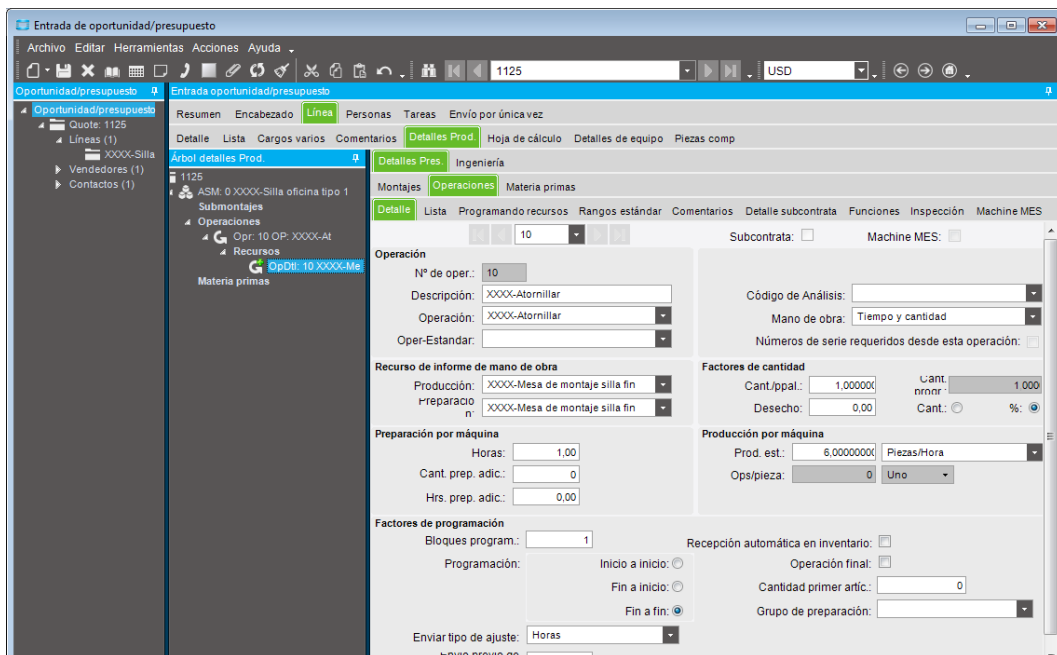 Entrada de oportunidad/presupuesto
Archivo Editar Herramientas Acciones Ayuda
1125 USD
Oportunidad/presupuesto
Oportunidad/presupuesto
Quote: 1125
Líneas (1)
XXXX-Silla
Vendedores (1)
Contactos (1)
Entrada oportunidad/presupuesto
Resumen Encabezado Línea Personas Tareas Envío por única vez
Detalle Lista Cargos varios Comentarios Detalles Prod. Hoja de cálculo Detalles de equipo Piezas comp
Árbol detalles Prod.
1125
ASM: 0 XXXX-Silla oficina tipo 1
Submontajes
Operaciones
Opr: 10 OP: XXXX-At
Recursos
OpDtl: 10 XXXX-Me
Materia primas
Detalles Pres. Ingeniería
Montajes Operaciones Materia primas
Detalle Lista Programando recursos Rangos estándar Comentarios Detalle subcontrata Funciones Inspección Machine MES
10 Subcontrata: Machine MES:
Operación
Nº de oper.: 10
Descripción: XXXX-Atornillar Código de Análisis:
Operación: XXXX-Atornillar Mano de obra: Tiempo y cantidad
Oper-Estandar: Números de serie requeridos desde esta operación:
Recurso de informe de mano de obra Factores de cantidad
Producción: XXXX-Mesa de montaje silla fin Cant./ppal.: 1,000000 Cant. progr.: 1 000
Preparación: XXXX-Mesa de montaje silla fin Desecho: 0,00 Cant.: %:
Preparación por máquina Producción por máquina
Horas: 1,00 Prod. est.: 6,0000000 Piezas/Hora
Cant. prep. adic.: 0 Ops/pieza: 0 Uno
Hrs. prep. adic.: 0,00
Factores de programación
Bloques program.: 1 Recepción automática en inventario:
Programación: Inicio a inicio: Operación final:
Fin a inicio: Cantidad primer artíc.: 0
Fin a fin: Grupo de preparación:
Enviar tipo de ajuste: Horas